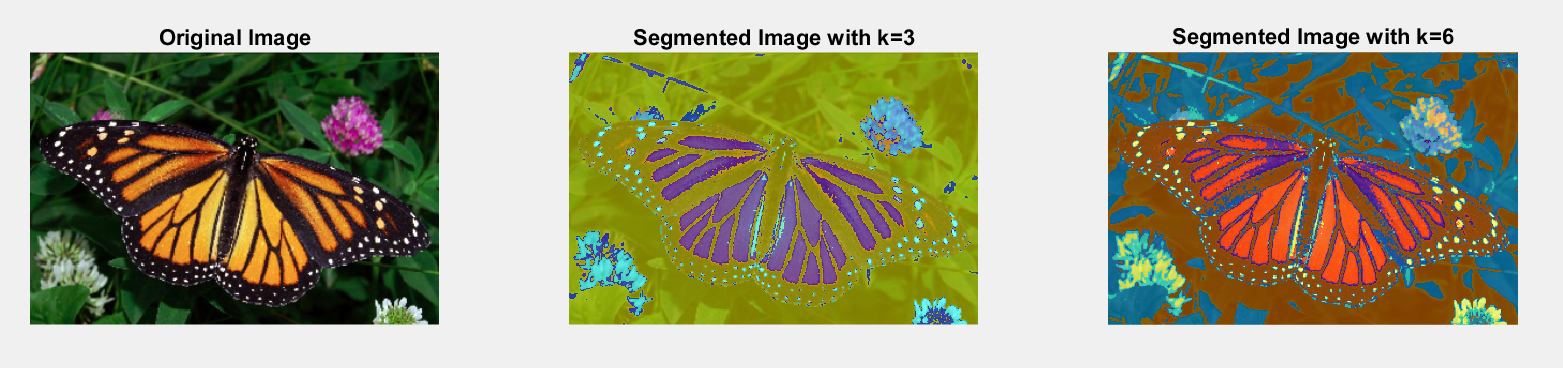 Original Image
Segmented Image with k=3
Segmented Image with k=6